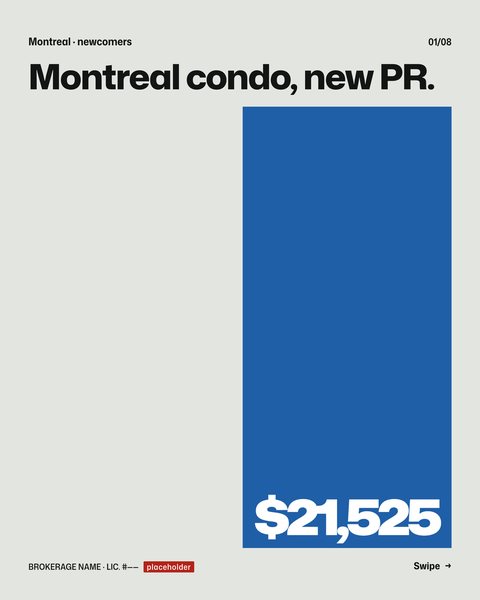 Montreal · newcomers
01/08
Montreal condo, new PR.
$21,525
BROKERAGE NAME · LIC. #—— placeholder
Swipe →